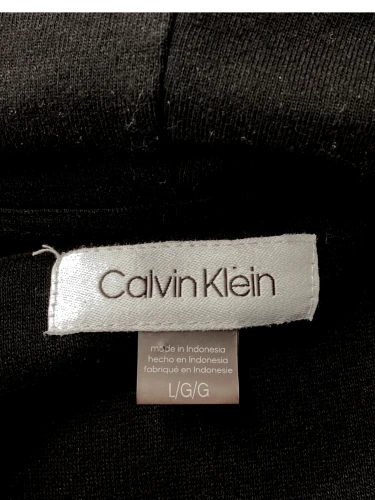 Calvin Klein
made in Indonesia
hecho en Indonesia
fabriqué en Indonesie
L/G/G